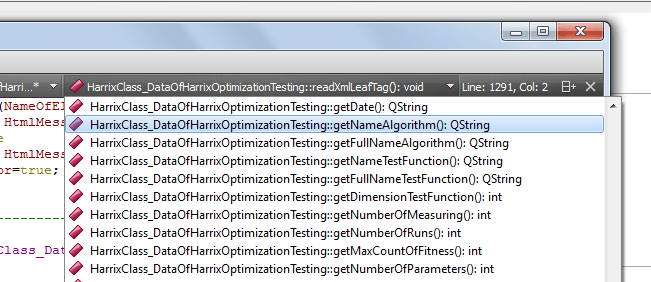 Harri...* HarrixClass_DataOfHarrixOptimizationTesting::readXmlLeafTag(): void Line: 1291, Col: 2
(NameOfEl
HarrixClass_DataOfHarrixOptimizationTesting::getDate(): QString
HtmlMess
HarrixClass_DataOfHarrixOptimizationTesting::getNameAlgorithm(): QString
e
HarrixClass_DataOfHarrixOptimizationTesting::getFullNameAlgorithm(): QString
HtmlMess
HarrixClass_DataOfHarrixOptimizationTesting::getNameTestFunction(): QString
or=true;
HarrixClass_DataOfHarrixOptimizationTesting::getFullNameTestFunction(): QString
HarrixClass_DataOfHarrixOptimizationTesting::getDimensionTestFunction(): int
----------
HarrixClass_DataOfHarrixOptimizationTesting::getNumberOfMeasuring(): int
HarrixClass_DataOfHarrixOptimizationTesting::getNumberOfRuns(): int
Class_Dat
HarrixClass_DataOfHarrixOptimizationTesting::getMaxCountOfFitness(): int
HarrixClass_DataOfHarrixOptimizationTesting::getNumberOfParameters(): int